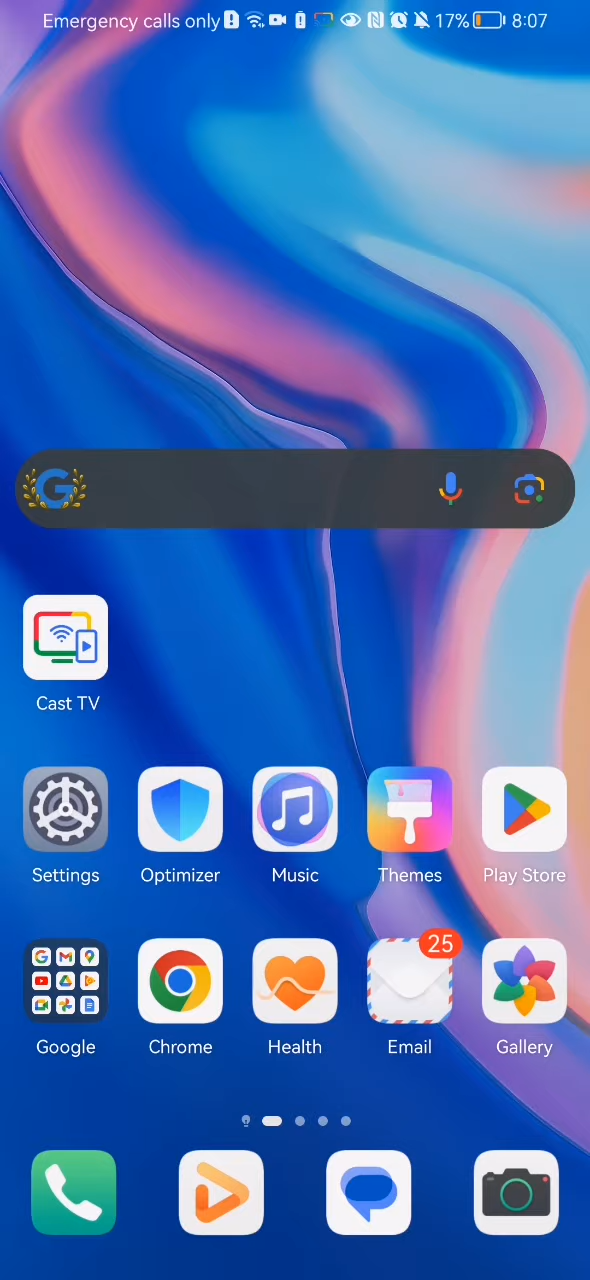 Emergency calls only 17% 8:07
Cast TV
Settings Optimizer Music Themes Play Store
25
Google Chrome Health Email Gallery